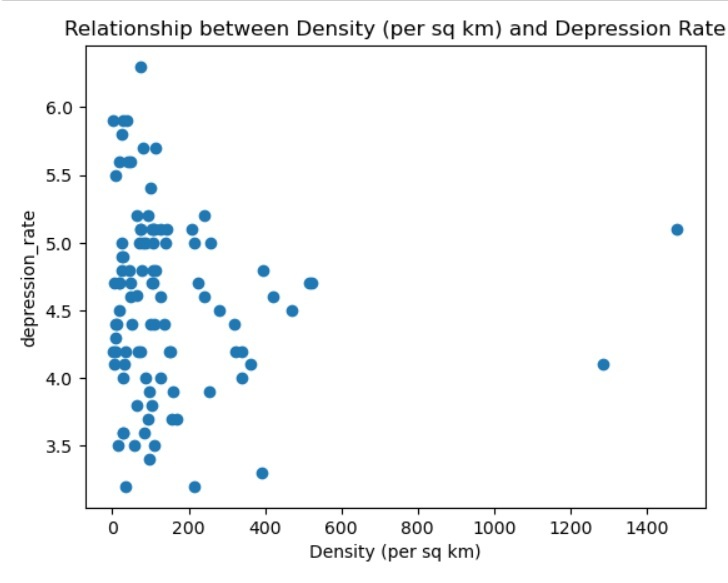 Relationship between Density (per sq km) and Depression Rate
6.0
5.5
5.0
4.5
4.0
3.5
depression_rate
0 200 400 600 800 1000 1200 1400
Density (per sq km)